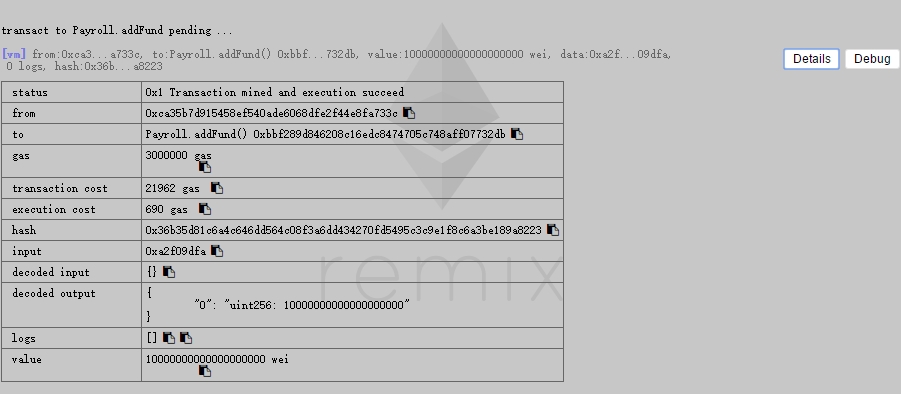 transact to Payroll.addFund pending ...
[vm] from:0xca3...a733c, to:Payroll.addFund() 0xbbf...732db, value:10000000000000000000 wei, data:0xa2f...09dfa,
0 logs, hash:0x36b...a8223
Details Debug
status 0x1 Transaction mined and execution succeed
from 0xca35b7d915458ef540ade6068dfe2f44e8fa733c
to Payroll.addFund() 0xbbf289d846208c16edc8474705c748aff07732db
gas 3000000 gas
transaction cost 21962 gas
execution cost 690 gas
hash 0x36b35d81c6a4c646dd564c08f3a6dd434270fd5495c3c9e1f8c6a3be189a8223
input 0xa2f09dfa
decoded input {}
decoded output {
"0": "uint256: 10000000000000000000"
}
logs []
value 10000000000000000000 wei
remix